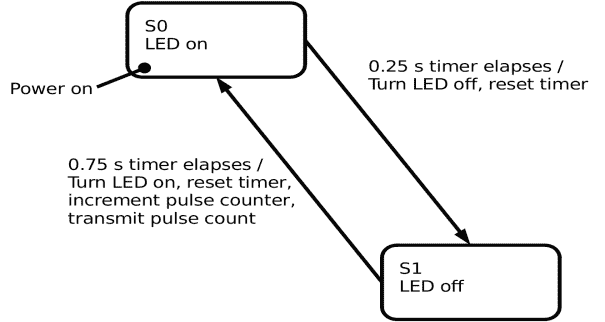 S0
LED on
Power on
0.25 s timer elapses /
Turn LED off, reset timer
0.75 s timer elapses /
Turn LED on, reset timer,
increment pulse counter,
transmit pulse count
S1
LED off